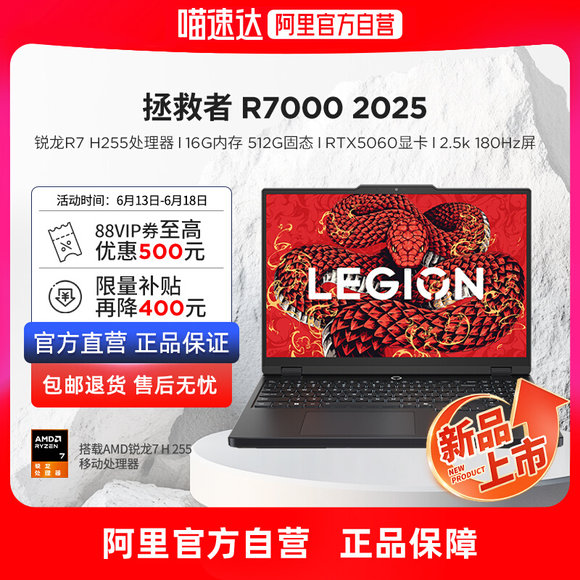 喵速达 阿里官方自营
拯救者 R7000 2025
锐龙R7 H255处理器 | 16G内存 512G固态 | RTX5060显卡 | 2.5k 180Hz屏
活动时间：6月13日-6月18日
88VIP券至高
优惠500元
限量补贴
再降400元
官方直营 正品保证
包邮退货 售后无忧
LEGION
AMD
RYZEN
7
锐龙
处理器
搭载AMD锐龙7 H 255
移动处理器
新品
上市
NEW PRODUCT
阿里官方自营 正品保障